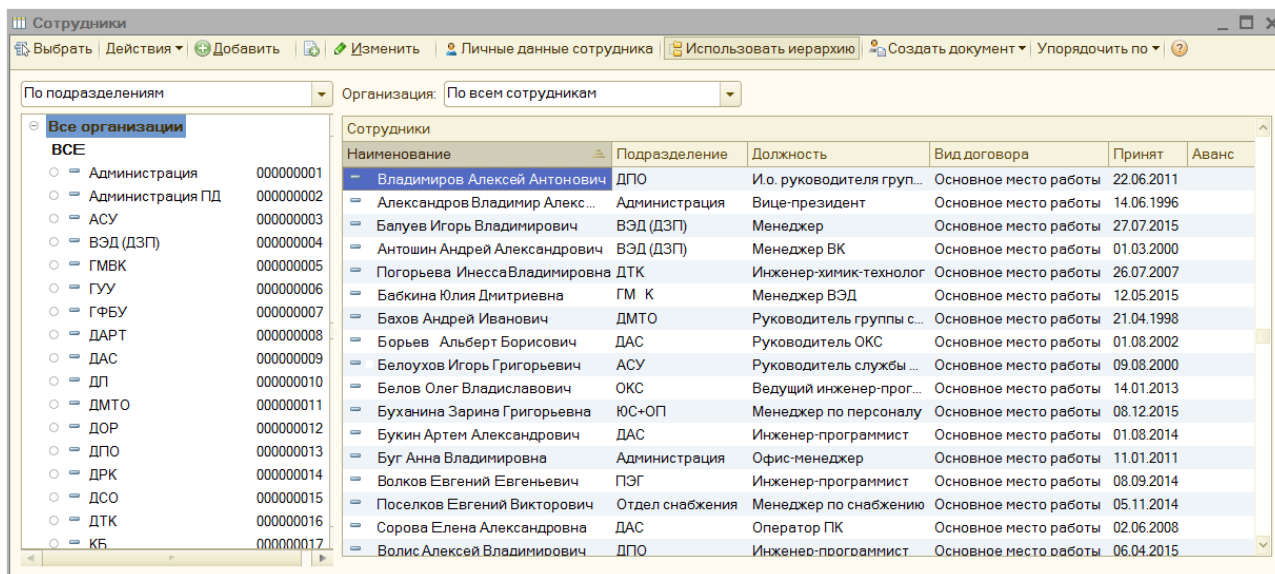 Сотрудники
Выбрать Действия Добавить Изменить Личные данные сотрудника Использовать иерархию Создать документ Упорядочить по
По подразделениям Организация: По всем сотрудникам
Все организации
ВСЕ
Администрация 000000001
Администрация ПД 000000002
АСУ 000000003
ВЭД (ДЗП) 000000004
ГМВК 000000005
ГУУ 000000006
ГФБУ 000000007
ДАРТ 000000008
ДАС 000000009
ДЛ 000000010
ДМТО 000000011
ДОР 000000012
ДПО 000000013
ДРК 000000014
ДСО 000000015
ДТК 000000016
КБ 000000017
Сотрудники
Наименование Подразделение Должность Вид договора Принят Аванс
Владимиров Алексей Антонович ДПО И.о. руководителя груп... Основное место работы 22.06.2011
Александров Владимир Алекс... Администрация Вице-президент Основное место работы 14.06.1996
Балуев Игорь Владимирович ВЭД (ДЗП) Менеджер Основное место работы 27.07.2015
Антошин Андрей Александрович ВЭД (ДЗП) Менеджер ВК Основное место работы 01.03.2000
Погорьева Инесса Владимировна ДТК Инженер-химик-технолог Основное место работы 26.07.2007
Бабкина Юлия Дмитриевна ГМ К Менеджер ВЭД Основное место работы 12.05.2015
Бахов Андрей Иванович ДМТО Руководитель группы с... Основное место работы 21.04.1998
Борьев Альберт Борисович ДАС Руководитель ОКС Основное место работы 01.08.2002
Белоухов Игорь Григорьевич АСУ Руководитель службы ... Основное место работы 09.08.2000
Белов Олег Владиславович ОКС Ведущий инженер-прог... Основное место работы 14.01.2013
Буханина Зарина Григорьевна ЮС+ОП Менеджер по персоналу Основное место работы 08.12.2015
Букин Артем Александрович ДАС Инженер-программист Основное место работы 01.08.2014
Буг Анна Владимировна Администрация Офис-менеджер Основное место работы 11.01.2011
Волков Евгений Евгеньевич ПЭГ Инженер-программист Основное место работы 08.09.2014
Поселков Евгений Викторович Отдел снабжения Менеджер по снабжению Основное место работы 05.11.2014
Сорова Елена Александровна ДАС Оператор ПК Основное место работы 02.06.2008
Волис Алексей Владимирович ДПО Инженер-программист Основное место работы 06.04.2015